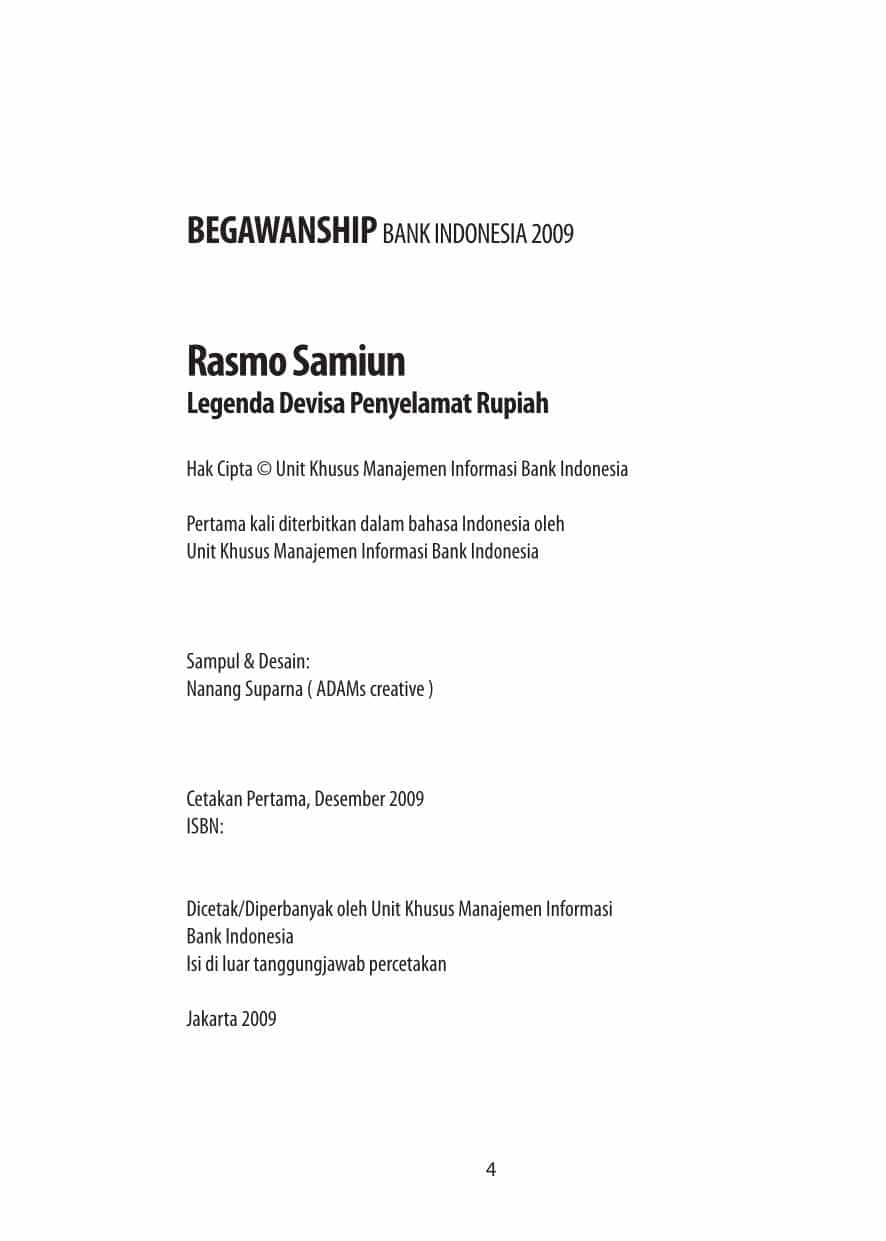 BEGAWANSHIP BANK INDONESIA 2009
Rasmo Samiun
Legenda Devisa Penyelamat Rupiah
Hak Cipta © Unit Khusus Manajemen Informasi Bank Indonesia
Pertama kali diterbitkan dalam bahasa Indonesia oleh
Unit Khusus Manajemen Informasi Bank Indonesia
Sampul & Desain:
Nanang Suparna ( ADAMs creative )
Cetakan Pertama, Desember 2009
ISBN:
Dicetak/Diperbanyak oleh Unit Khusus Manajemen Informasi
Bank Indonesia
Isi di luar tanggungjawab percetakan
Jakarta 2009
4